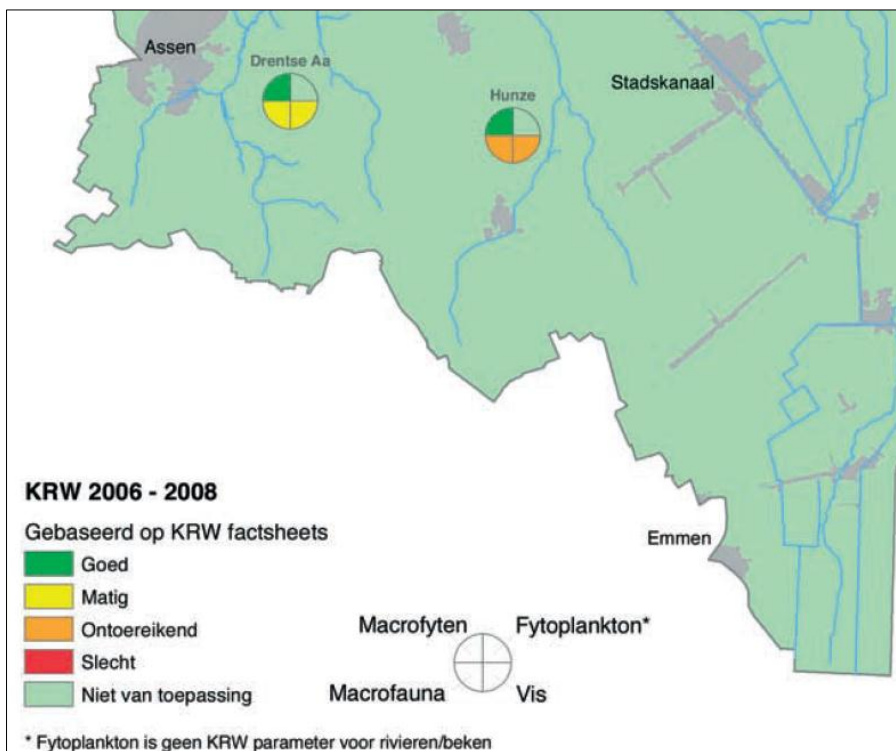 Assen
Drentse Aa
Hunze
Stadskanaal
Emmen
KRW 2006 - 2008
Gebaseerd op KRW factsheets
Goed
Matig
Ontoereikend
Slecht
Niet van toepassing
Macrofyten
Fytoplankton*
Macrofauna
Vis
* Fytoplankton is geen KRW parameter voor rivieren/beken